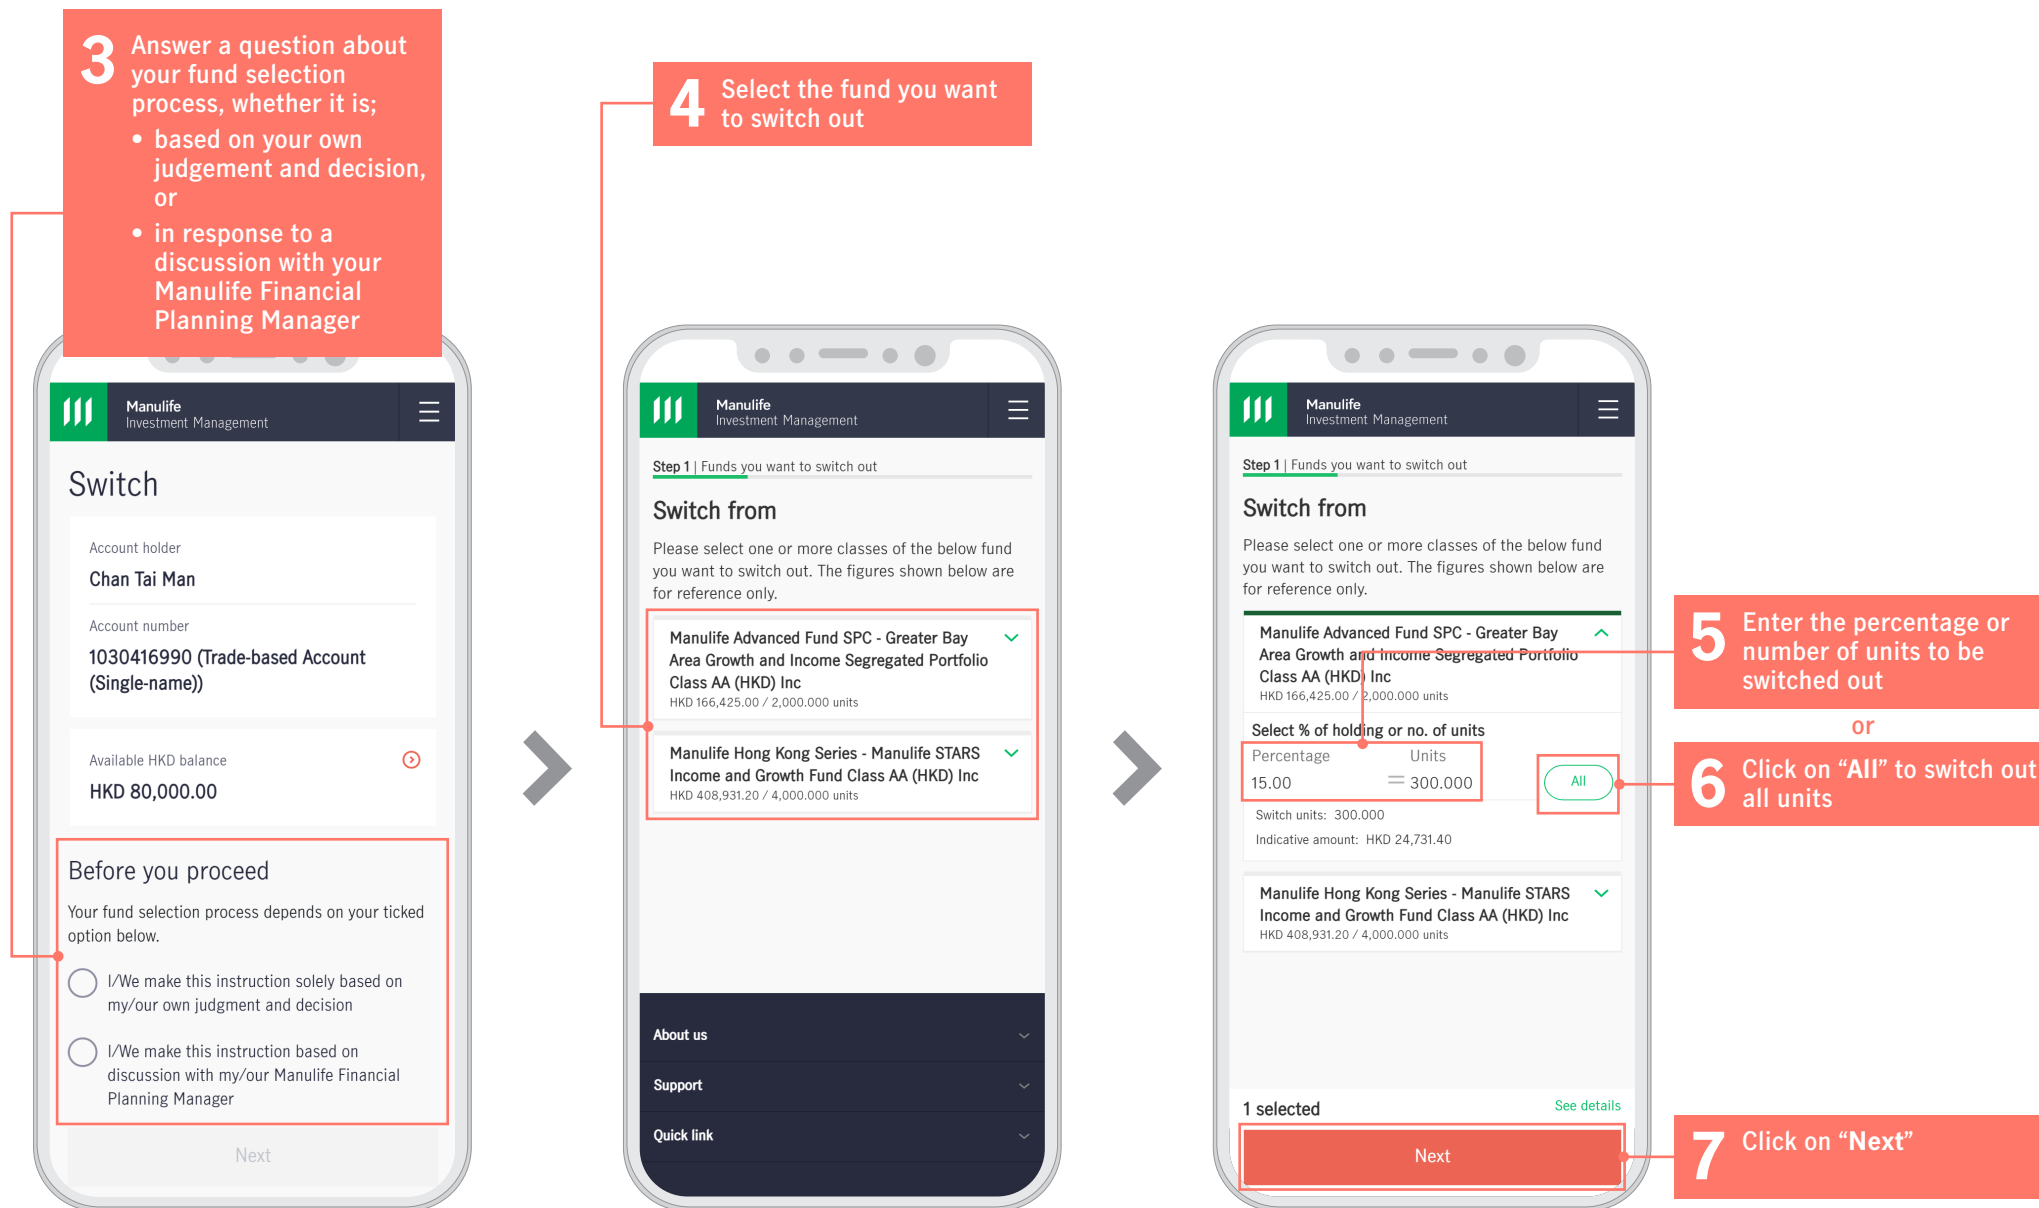 3
Answer a question about
your fund selection
process, whether it is;
• based on your own
judgement and decision,
or
• in response to a
discussion with your
Manulife Financial
Planning Manager
Manulife
Investment Management
Switch
Account holder
Chan Tai Man
Account number
1030416990 (Trade-based Account
(Single-name))
Available HKD balance
HKD 80,000.00
Before you proceed
Your fund selection process depends on your ticked
option below.
I/We make this instruction solely based on
my/our own judgment and decision
I/We make this instruction based on
discussion with my/our Manulife Financial
Planning Manager
Next
4
Select the fund you want
to switch out
Manulife
Investment Management
Step 1 | Funds you want to switch out
Switch from
Please select one or more classes of the below fund
you want to switch out. The figures shown below are
for reference only.
Manulife Advanced Fund SPC - Greater Bay
Area Growth and Income Segregated Portfolio
Class AA (HKD) Inc
HKD 166,425.00 / 2,000.000 units
Manulife Hong Kong Series - Manulife STARS
Income and Growth Fund Class AA (HKD) Inc
HKD 408,931.20 / 4,000.000 units
About us
Support
Quick link
Manulife
Investment Management
Step 1 | Funds you want to switch out
Switch from
Please select one or more classes of the below fund
you want to switch out. The figures shown below are
for reference only.
Manulife Advanced Fund SPC - Greater Bay
Area Growth and Income Segregated Portfolio
Class AA (HKD) Inc
HKD 166,425.00 / 2,000.000 units
Select % of holding or no. of units
Percentage Units
15.00 = 300.000 All
Switch units: 300.000
Indicative amount: HKD 24,731.40
Manulife Hong Kong Series - Manulife STARS
Income and Growth Fund Class AA (HKD) Inc
HKD 408,931.20 / 4,000.000 units
1 selected See details
Next
5
Enter the percentage or
number of units to be
switched out
or
6
Click on “All” to switch out
all units
7
Click on “Next”